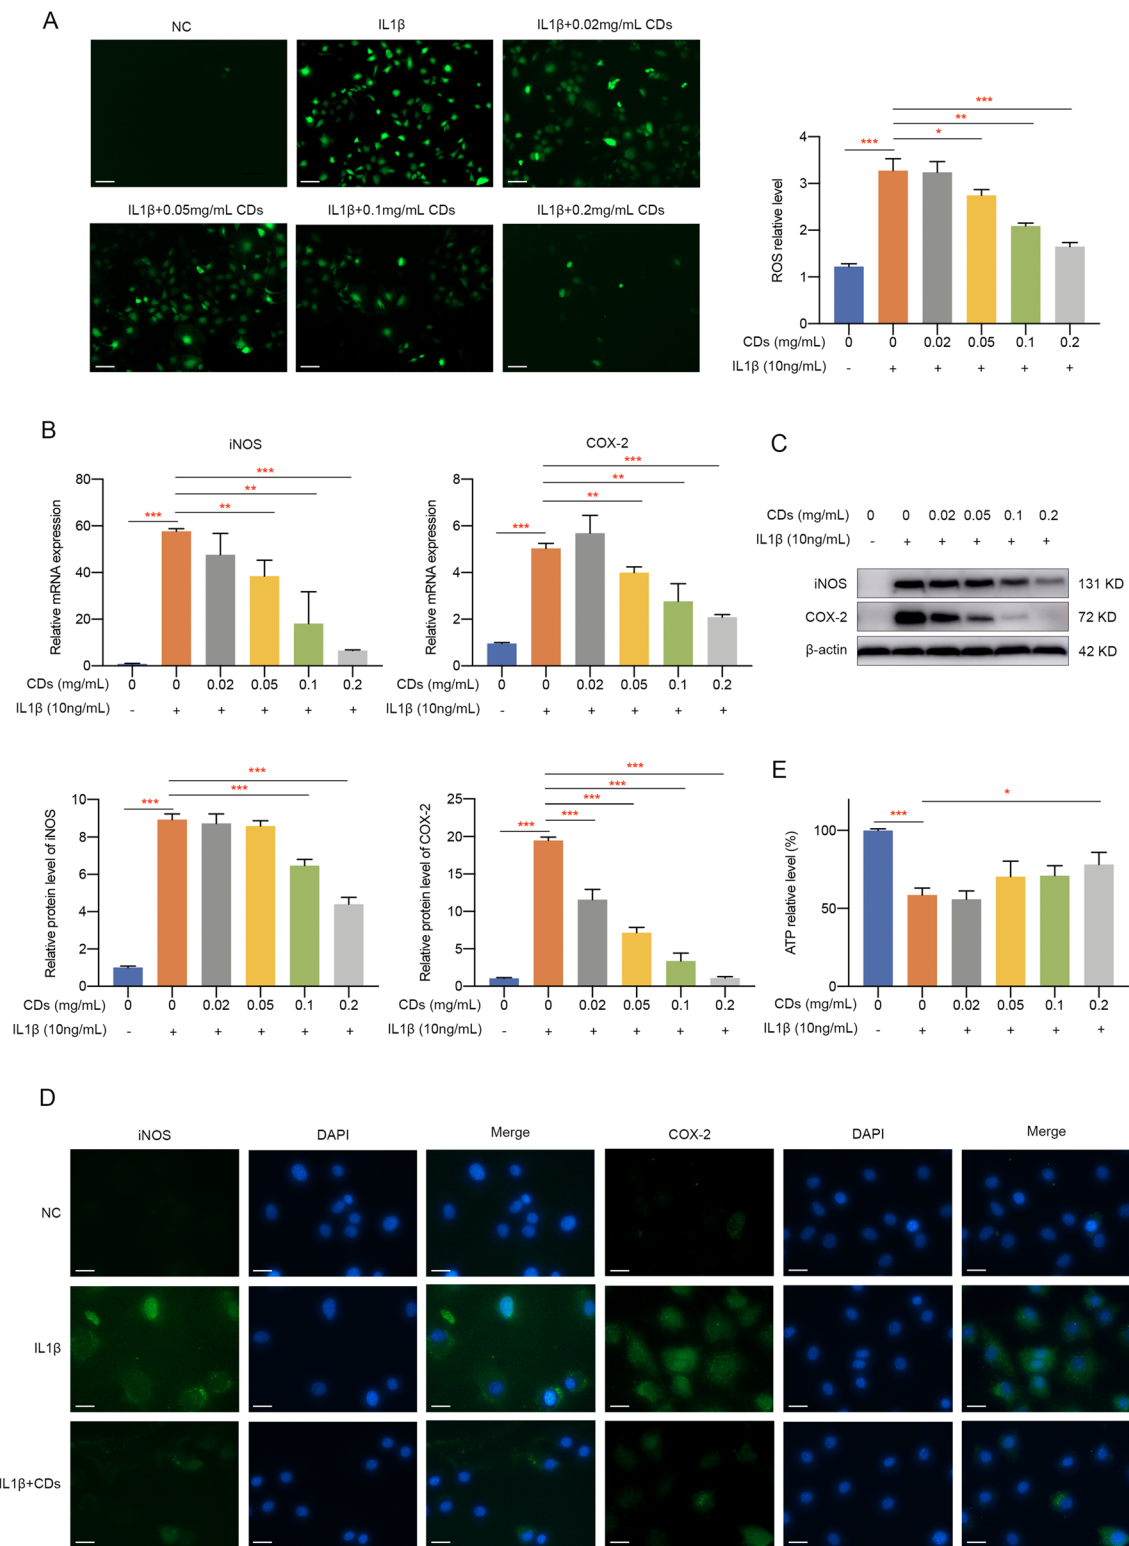 A
NC
IL1β
IL1β+0.02mg/mL CDs
IL1β+0.05mg/mL CDs
IL1β+0.1mg/mL CDs
IL1β+0.2mg/mL CDs
ROS relative level
4
3
2
1
0
***
*
**
***
CDs (mg/mL) 0 0 0.02 0.05 0.1 0.2
IL1β (10ng/mL) - + + + + +
B
iNOS
Relative mRNA expression
80
60
40
20
0
***
**
**
***
CDs (mg/mL) 0 0 0.02 0.05 0.1 0.2
IL1β (10ng/mL) - + + + + +
COX-2
Relative mRNA expression
8
6
4
2
0
***
**
**
***
CDs (mg/mL) 0 0 0.02 0.05 0.1 0.2
IL1β (10ng/mL) - + + + + +
C
CDs (mg/mL) 0 0 0.02 0.05 0.1 0.2
IL1β (10ng/mL) - + + + + +
iNOS 131 KD
COX-2 72 KD
β-actin 42 KD
Relative protein level of iNOS
10
8
6
4
2
0
***
***
***
CDs (mg/mL) 0 0 0.02 0.05 0.1 0.2
IL1β (10ng/mL) - + + + + +
Relative protein level of COX-2
25
20
15
10
5
0
***
***
***
***
***
CDs (mg/mL) 0 0 0.02 0.05 0.1 0.2
IL1β (10ng/mL) - + + + + +
E
ATP relative level (%)
100
50
0
***
*
CDs (mg/mL) 0 0 0.02 0.05 0.1 0.2
IL1β (10ng/mL) - + + + + +
D
iNOS DAPI Merge COX-2 DAPI Merge
NC
IL1β
IL1β+CDs